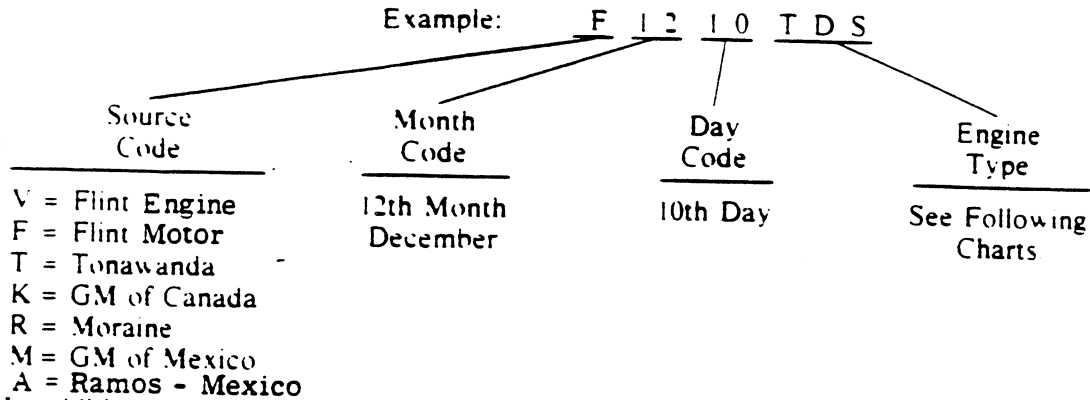 Example: F 12 10 TDS
Source Code
Month Code
Day Code
Engine Type
V = Flint Engine
F = Flint Motor
T = Tonawanda
K = GM of Canada
R = Moraine
M = GM of Mexico
A = Ramos - Mexico
12th Month
December
10th Day
See Following
Charts